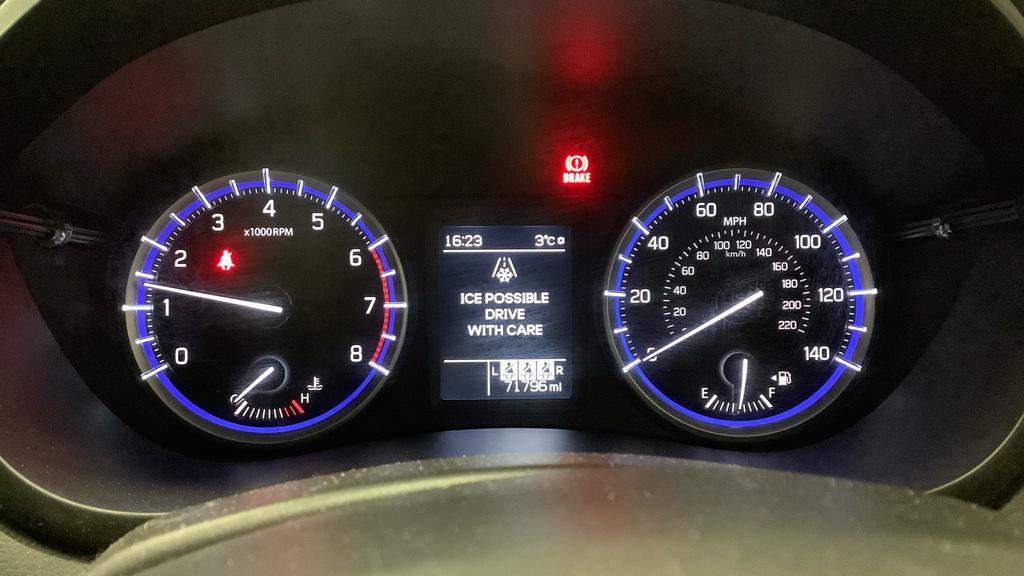 BRAKE
0
1
2
3
4
5
6
7
8
x1000RPM
C
H
16:23 3°C
ICE POSSIBLE
DRIVE
WITH CARE
L R
71796ml
0
20
40
60
80
100
120
140
MPH
km/h
20
40
60
80
100
120
140
160
180
200
220
E
F